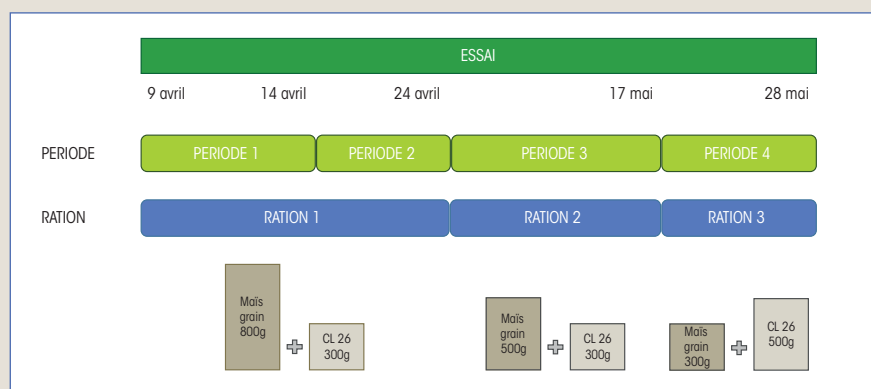 ESSAI
9 avril 14 avril 24 avril 17 mai 28 mai
PERIODE PERIODE 1 PERIODE 2 PERIODE 3 PERIODE 4
RATION RATION 1 RATION 2 RATION 3
Maïs
grain
800g
CL 26
300g
Maïs
grain
500g
CL 26
300g
Maïs
grain
300g
CL 26
500g